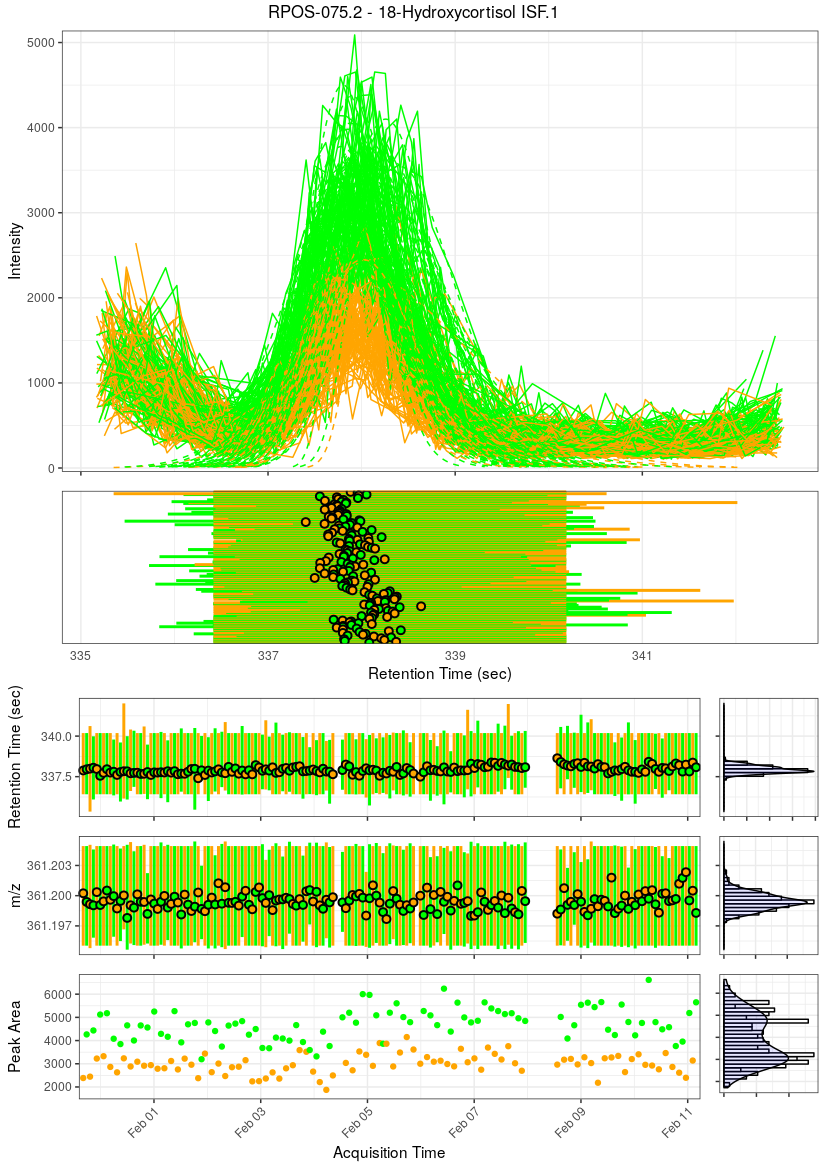 RPOS-075.2 - 18-Hydroxycortisol ISF.1
Intensity
5000
4000
3000
2000
1000
0
335
337
339
341
Retention Time (sec)
Retention Time (sec)
340.0
337.5
m/z
361.203
361.200
361.197
Peak Area
6000
5000
4000
3000
2000
Feb 01
Feb 03
Feb 05
Feb 07
Feb 09
Feb 11
Acquisition Time